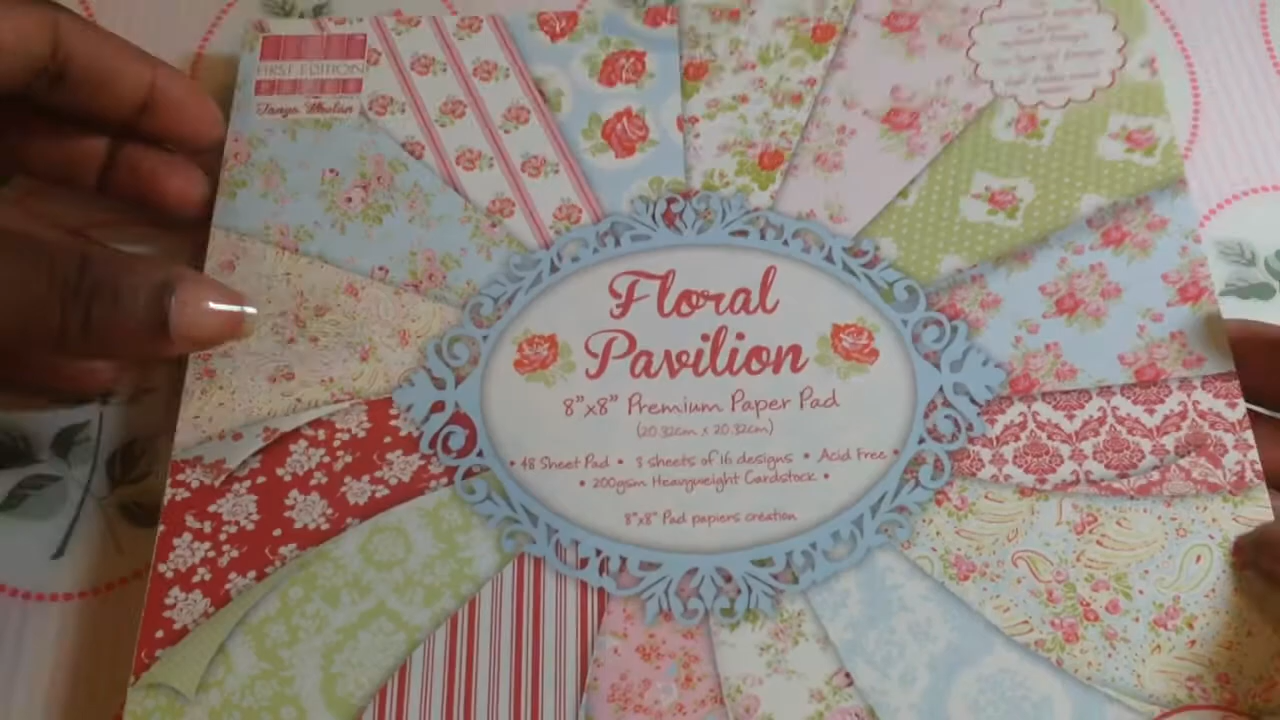 FIRST EDITION
Floral
Pavilion
8"x8" Premium Paper Pad
(20.32cm x 20.32cm)
• 48 Sheet Pad • 3 sheets of 16 designs • Acid Free •
• 200gsm Heavyweight Cardstock •
8"x8" Pad papiers creation